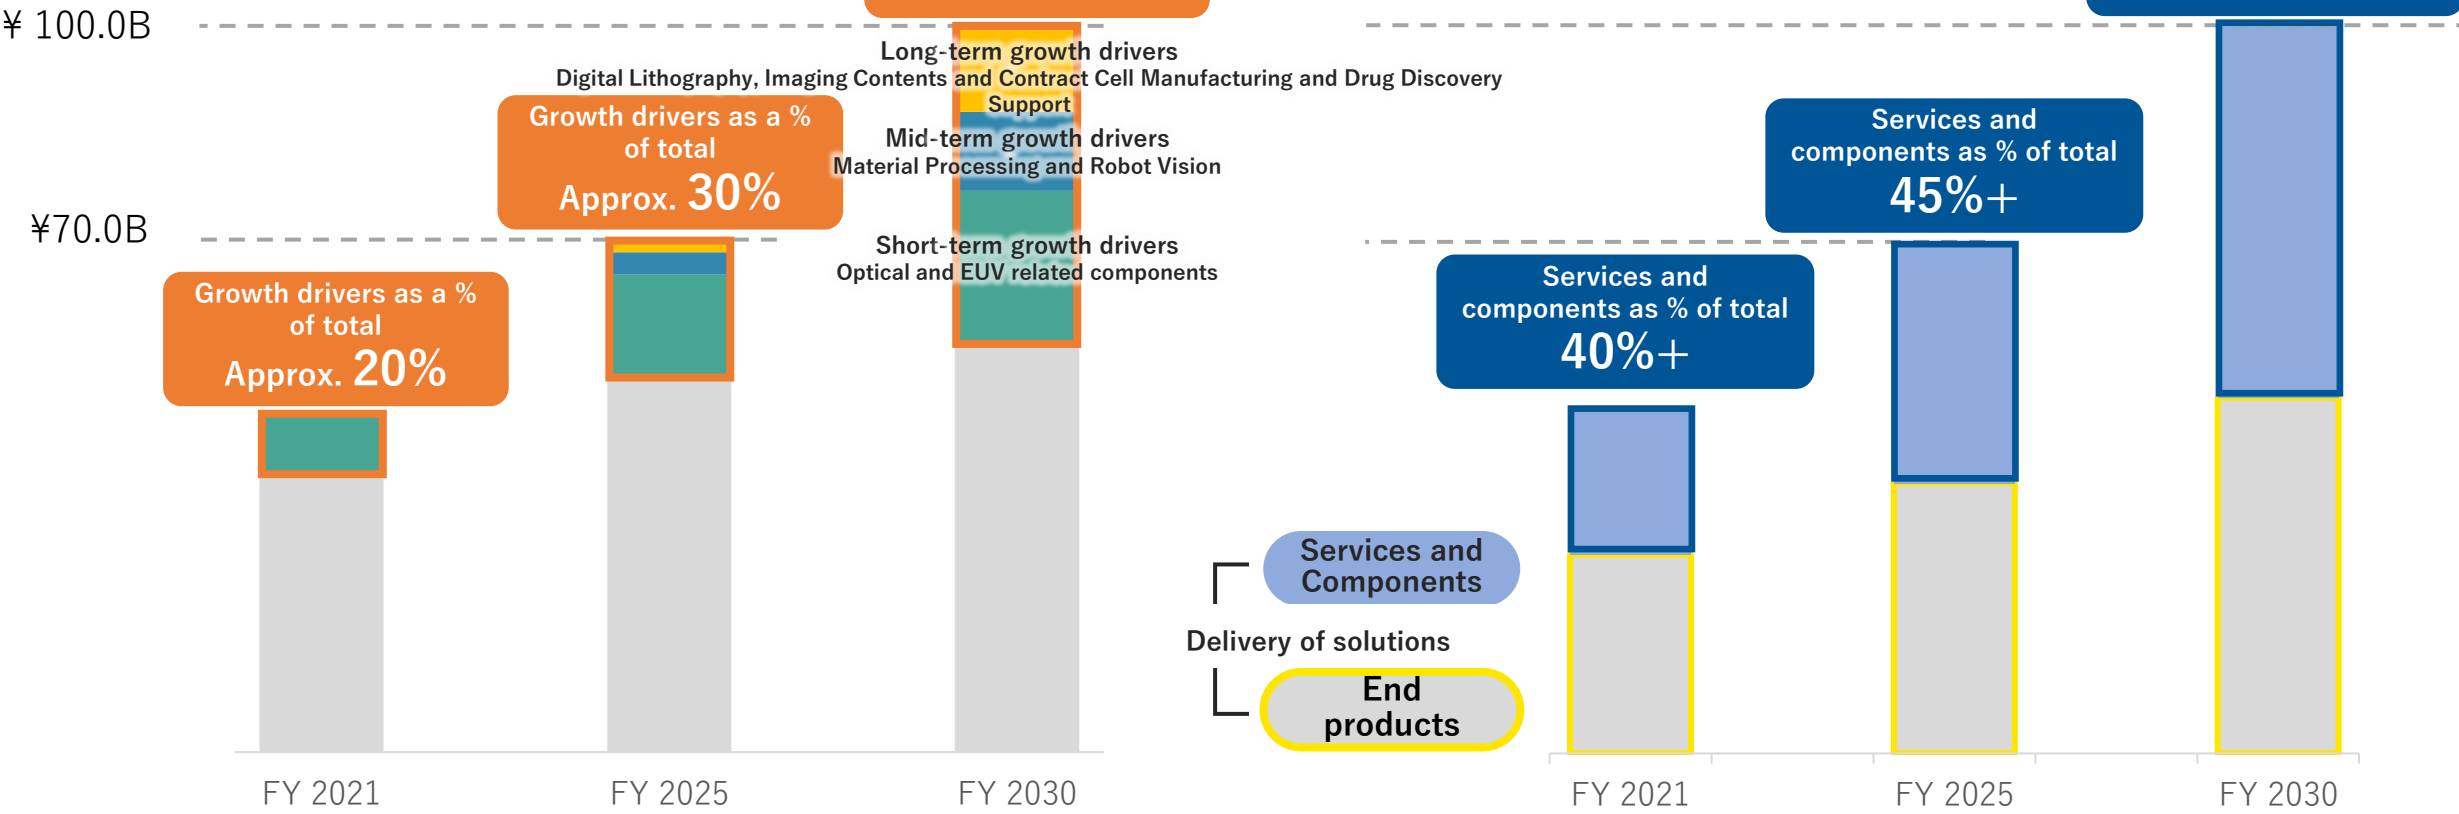 ¥ 100.0B
Long-term growth drivers
Digital Lithography, Imaging Contents and Contract Cell Manufacturing and Drug Discovery
Support
Growth drivers as a %
of total
Approx. 30%
Mid-term growth drivers
Material Processing and Robot Vision
¥70.0B
Short-term growth drivers
Optical and EUV related components
Growth drivers as a %
of total
Approx. 20%
FY 2021
FY 2025
FY 2030
Services and
components as % of total
45%+
Services and
components as % of total
40%+
Services and
Components
Delivery of solutions
End
products
FY 2021
FY 2025
FY 2030